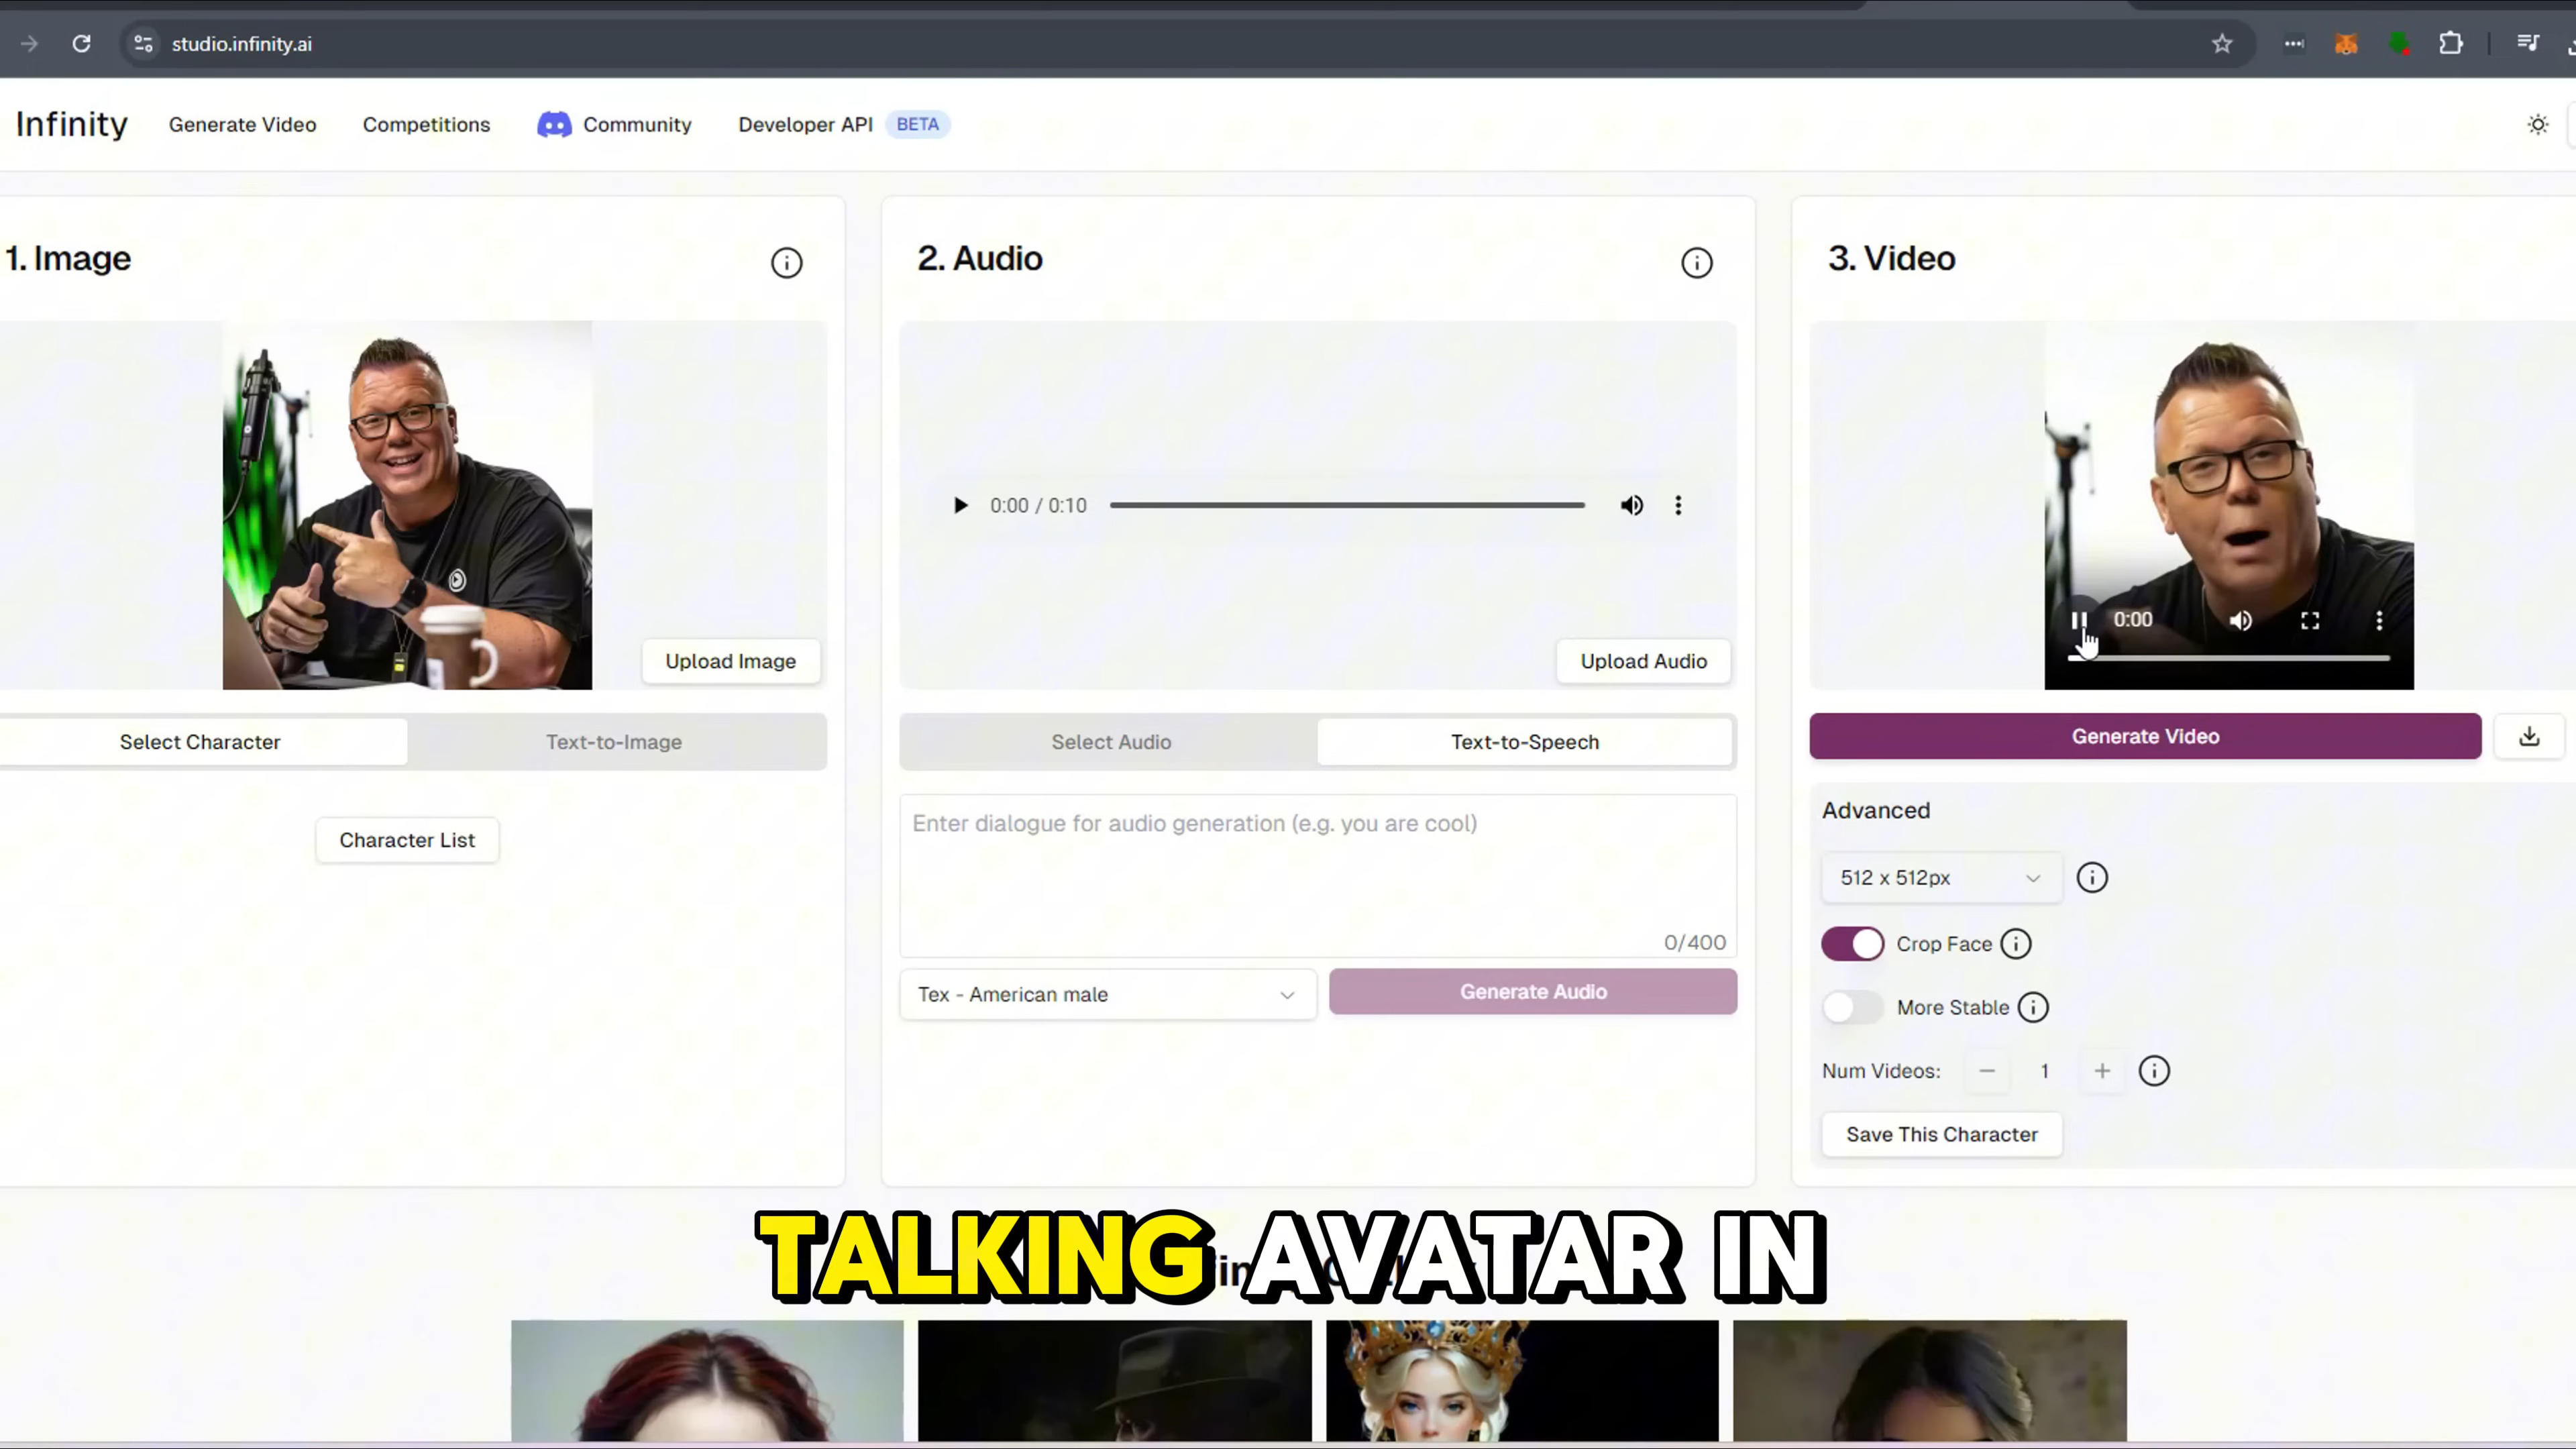 studio.infinity.ai
Infinity
Generate Video
Competitions
Community
Developer API BETA
1. Image
Upload Image
Select Character
Text-to-Image
Character List
2. Audio
0:00 / 0:10
Upload Audio
Select Audio
Text-to-Speech
Enter dialogue for audio generation (e.g. you are cool)
0/400
Tex - American male
Generate Audio
3. Video
0:00
Generate Video
Advanced
512 x 512px
Crop Face
More Stable
Num Videos: 1
Save This Character
TALKING AVATAR IN